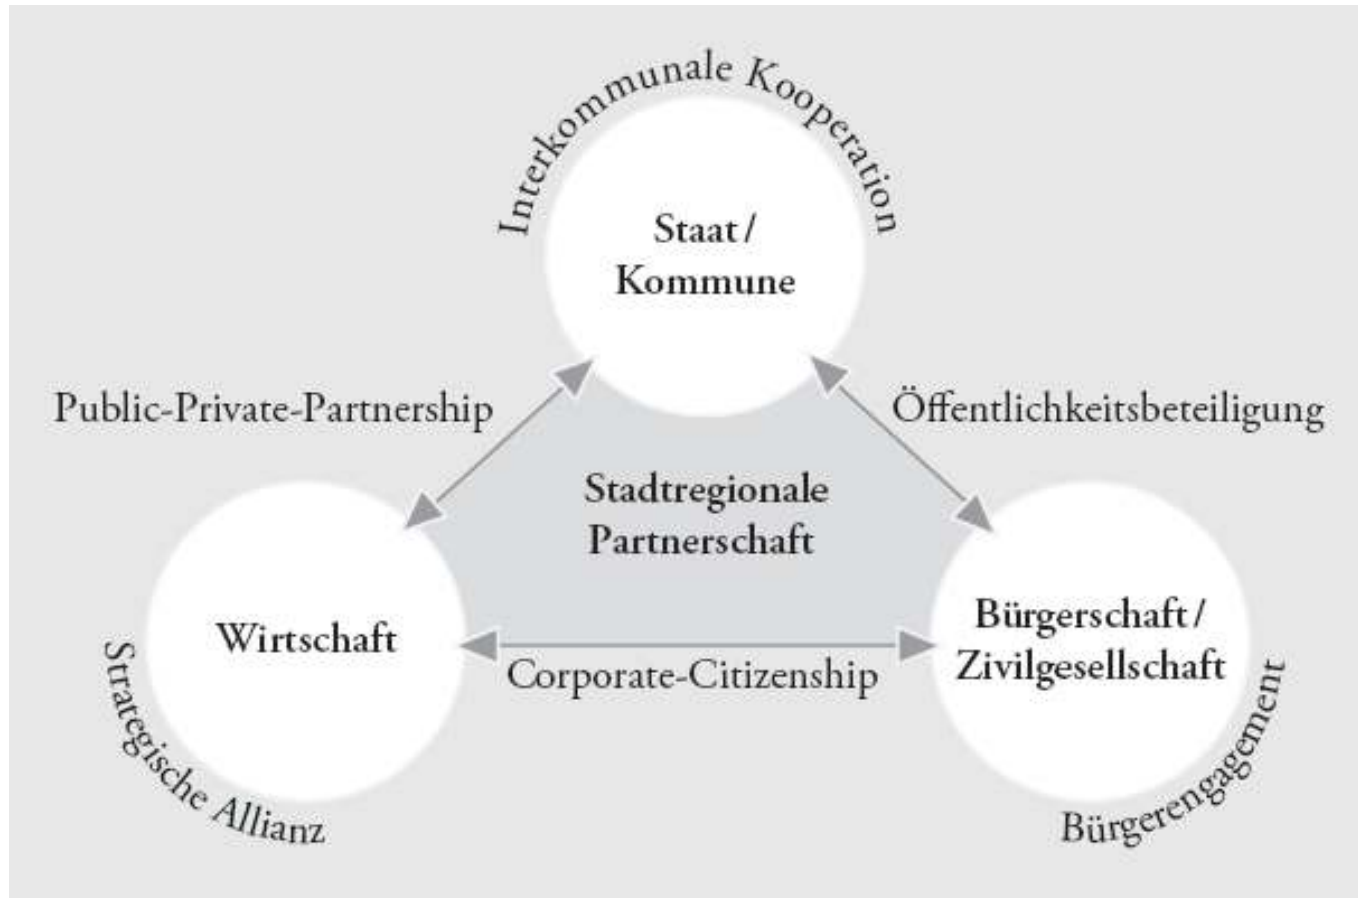 Interkommunale Kooperation
Staat /
Kommune
Public-Private-Partnership
Öffentlichkeitsbeteiligung
Stadtregionale
Partnerschaft
Wirtschaft
Bürgerschaft /
Zivilgesellschaft
Corporate-Citizenship
Strategische Allianz
Bürgerengagement